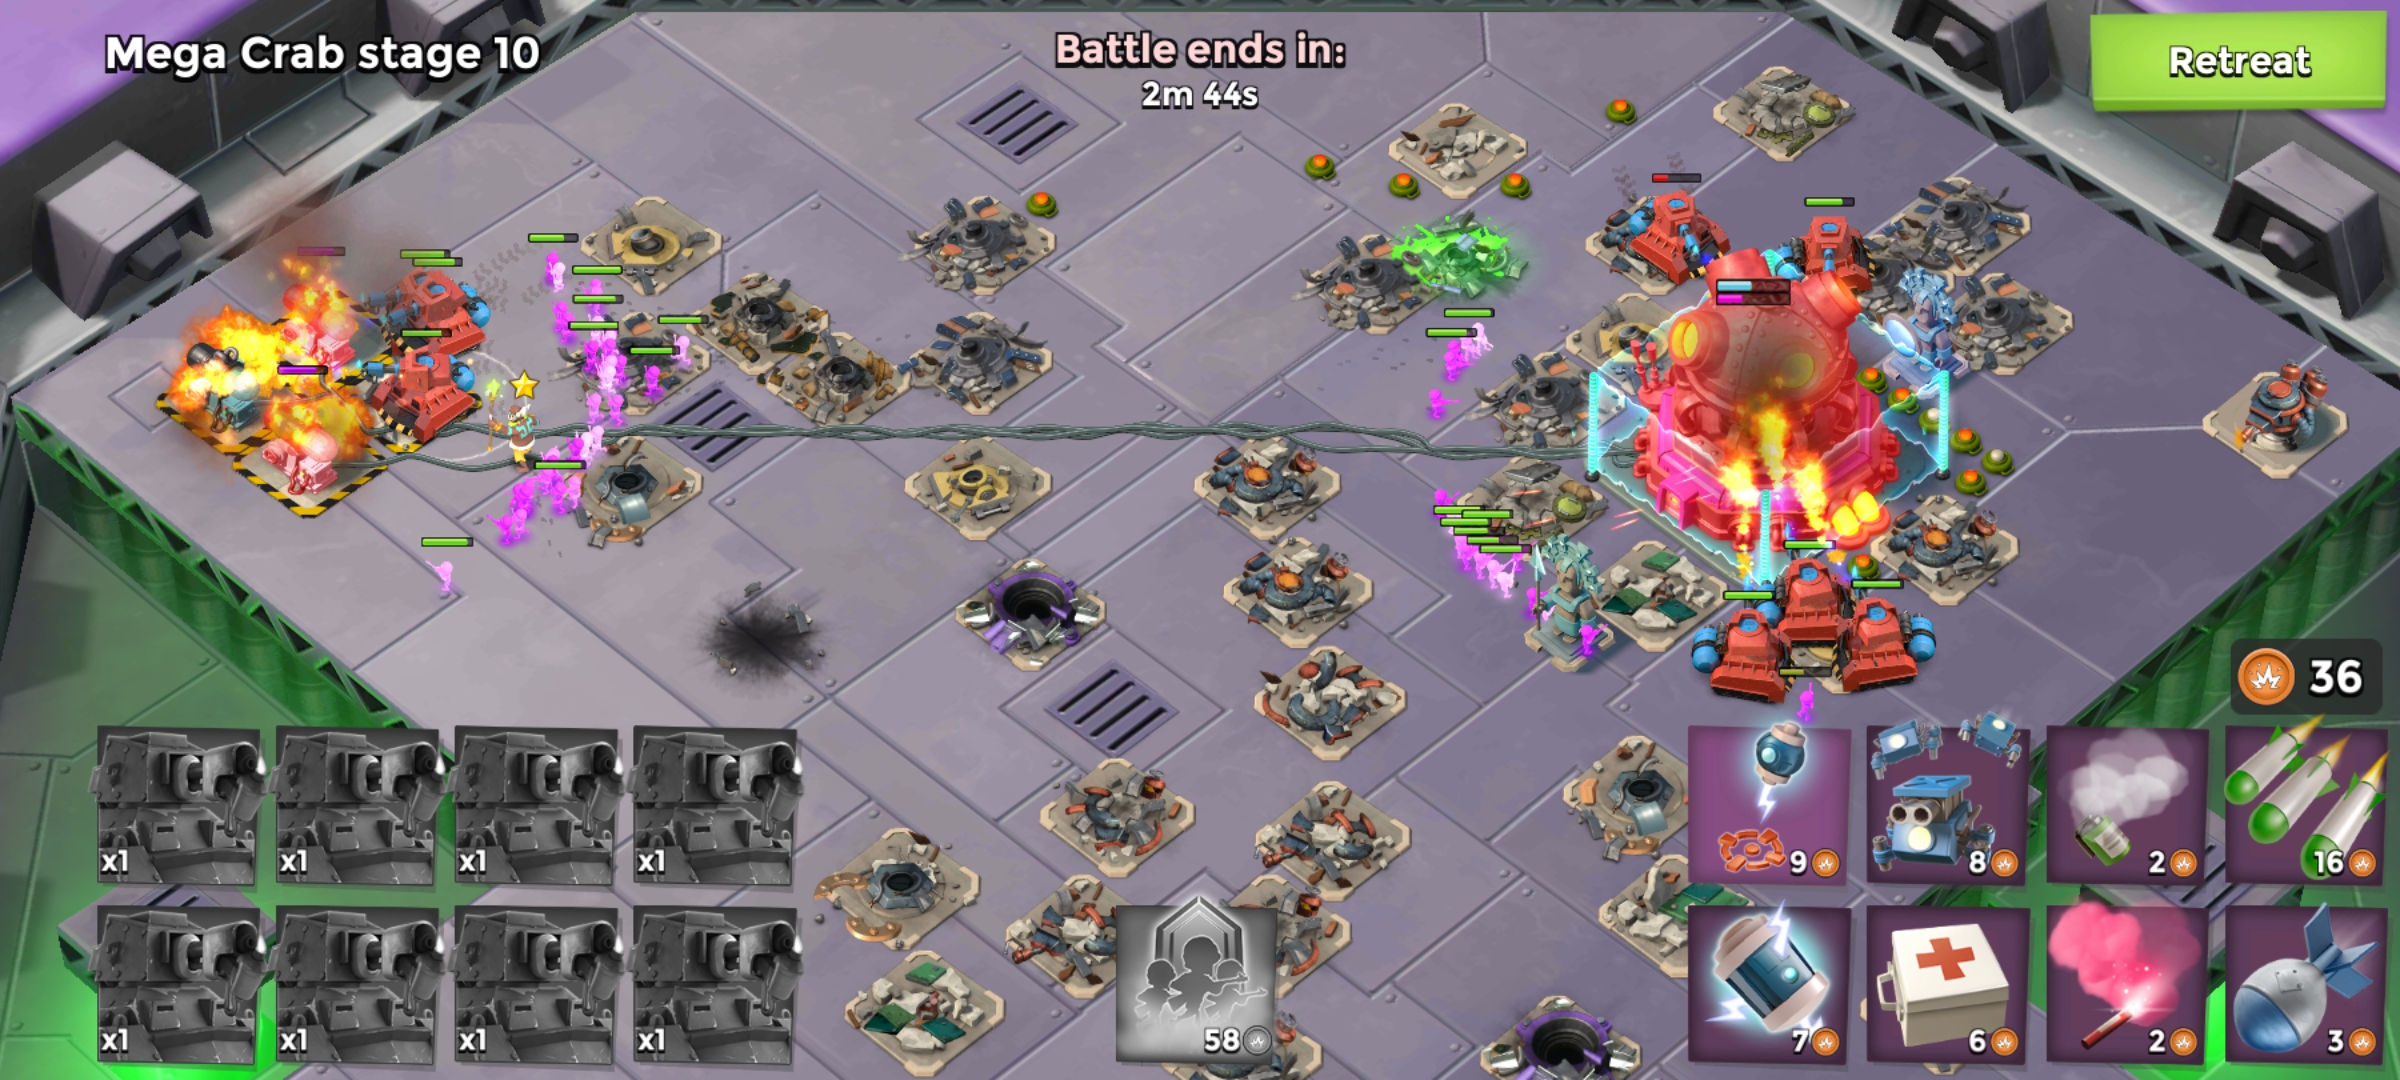 Mega Crab stage 10
Battle ends in:
2m 44s
Retreat
36
x1
x1
x1
x1
9
8
2
16
x1
x1
x1
x1
58
7
6
2
3